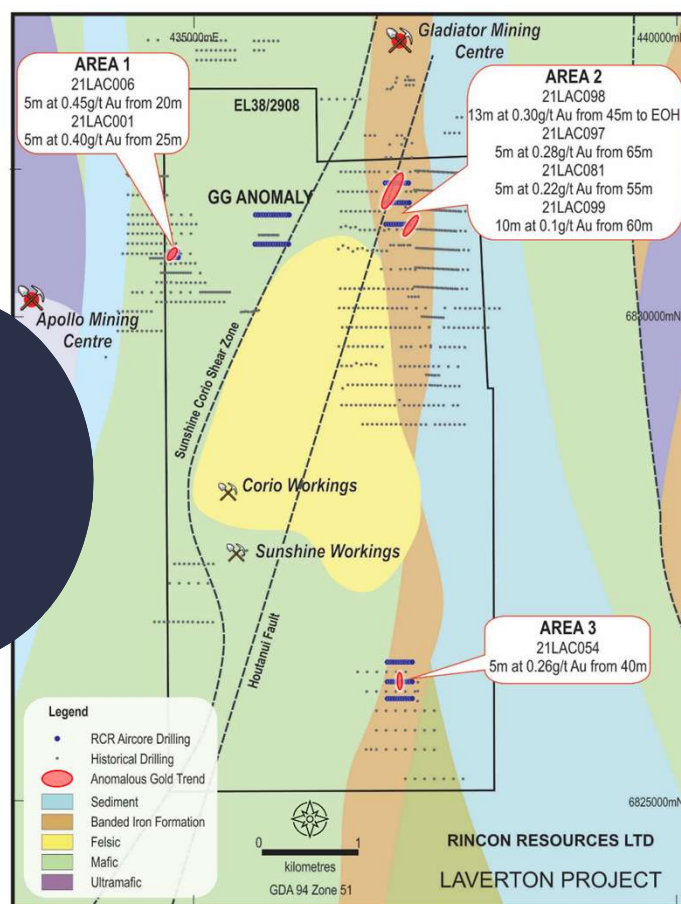 435000mE
Gladiator Mining
Centre
440000mE
AREA 1
21LAC006
5m at 0.45g/t Au from 20m
21LAC001
5m at 0.40g/t Au from 25m
EL38/2908
AREA 2
21LAC098
13m at 0.30g/t Au from 45m to EOH
21LAC097
5m at 0.28g/t Au from 65m
21LAC081
5m at 0.22g/t Au from 55m
21LAC099
10m at 0.1g/t Au from 60m
GG ANOMALY
Apollo Mining
Centre
6830000mN
Sunshine Corio Shear Zone
Corio Workings
Sunshine Workings
Houtanui Fault
AREA 3
21LAC054
5m at 0.26g/t Au from 40m
Legend
RCR Aircore Drilling
Historical Drilling
Anomalous Gold Trend
Sediment
Banded Iron Formation
Felsic
Mafic
Ultramafic
0 1
kilometres
GDA 94 Zone 51
6825000mN
RINCON RESOURCES LTD
LAVERTON PROJECT